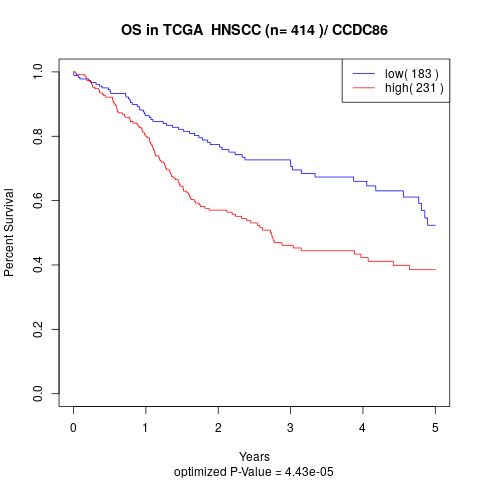 OS in TCGA  HNSCC (n= 414 )/ CCDC86
low( 183 )
high( 231 )
Percent Survival
1.0
0.8
0.6
0.4
0.2
0.0
0 1 2 3 4 5
Years
optimized P-Value = 4.43e-05